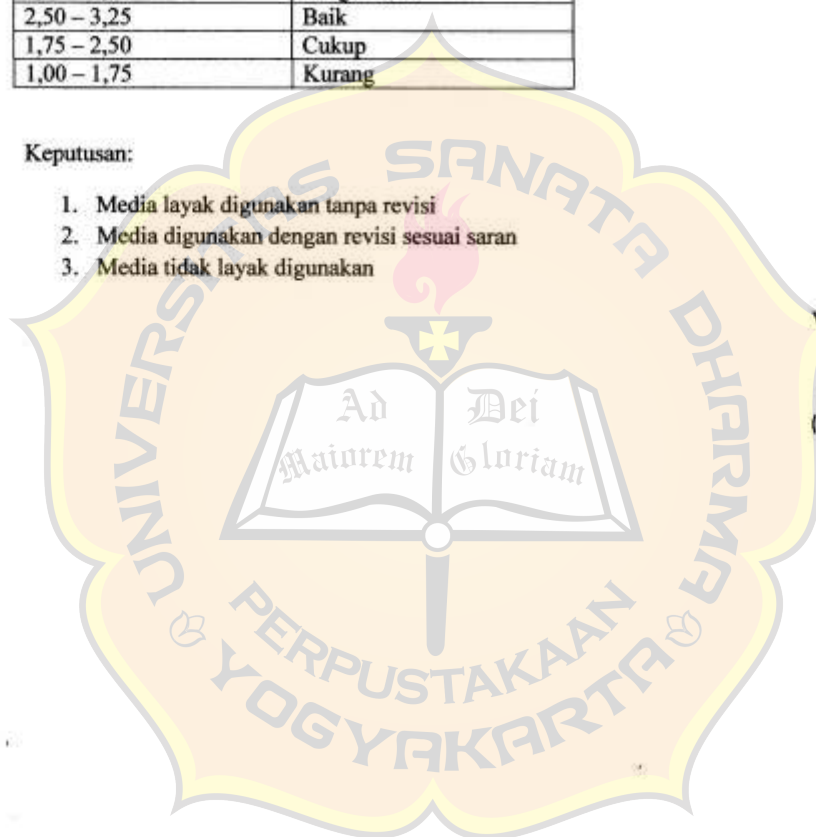 2,50 – 3,25 Baik
1,75 – 2,50 Cukup
1,00 – 1,75 Kurang
Keputusan:
1. Media layak digunakan tanpa revisi
2. Media digunakan dengan revisi sesuai saran
3. Media tidak layak digunakan
UNIVERSITAS SANATA DHARMA
Ad Dei
Maiorem Gloriam
PERPUSTAKAAN
YOGYAKARTA